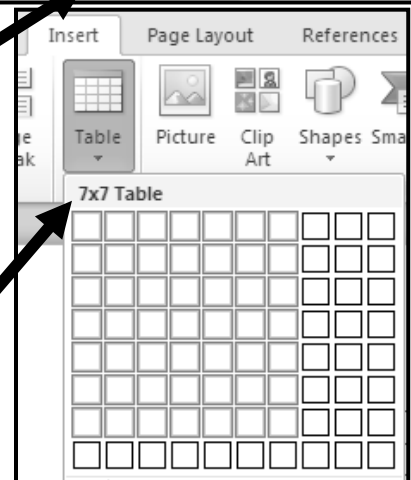 Insert Page Layout References
Table Picture Clip Art Shapes
7x7 Table